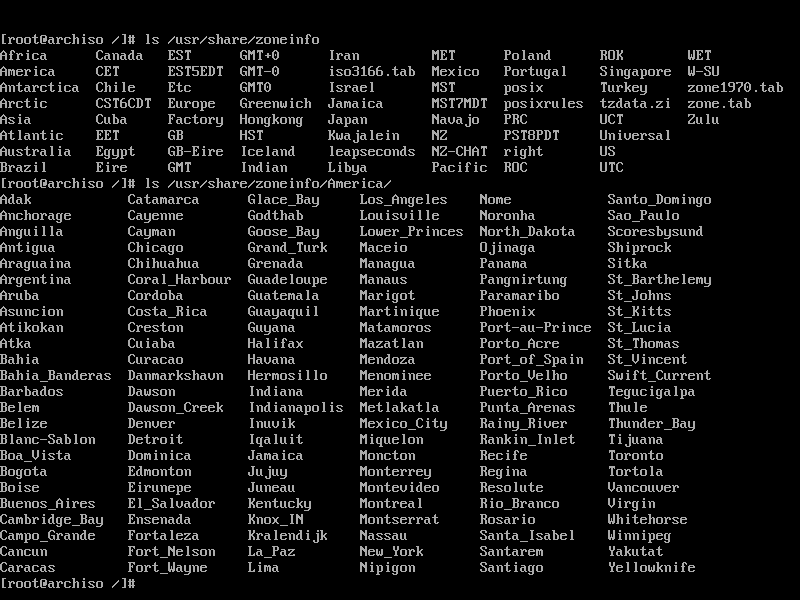 [root@archiso /]# ls /usr/share/zoneinfo
Africa      Canada   EST      GMT+0      Iran         MET      Poland      ROK        WET
America     CET      EST5EDT  GMT-0      iso3166.tab  Mexico   Portugal    Singapore  W-SU
Antarctica  Chile    Etc      GMT0       Israel       MST      posix       Turkey     zone1970.tab
Arctic      CST6CDT  Europe   Greenwich  Jamaica      MST7MDT  posixrules  tzdata.zi  zone.tab
Asia        Cuba     Factory  Hongkong   Japan        Navajo   PRC         UCT        Zulu
Atlantic    EET      GB       HST        Kwajalein    NZ       PST8PDT     Universal
Australia   Egypt    GB-Eire  Iceland    leapseconds  NZ-CHAT  right       US
Brazil      Eire     GMT      Indian     Libya        Pacific  ROC         UTC
[root@archiso /]# ls /usr/share/zoneinfo/America/
Adak            Catamarca      Glace_Bay     Los_Angeles    Nome            Santo_Domingo
Anchorage       Cayenne        Godthab       Louisville     Noronha         Sao_Paulo
Anguilla        Cayman         Goose_Bay     Lower_Princes  North_Dakota    Scoresbysund
Antigua         Chicago        Grand_Turk    Maceio         Ojinaga         Shiprock
Araguaina       Chihuahua      Grenada       Managua        Panama          Sitka
Argentina       Coral_Harbour  Guadeloupe    Manaus         Pangnirtung     St_Barthelemy
Aruba           Cordoba        Guatemala     Marigot        Paramaribo      St_Johns
Asuncion        Costa_Rica     Guayaquil     Martinique     Phoenix         St_Kitts
Atikokan        Creston        Guyana        Matamoros      Port-au-Prince  St_Lucia
Atka            Cuiaba         Halifax       Mazatlan       Porto_Acre      St_Thomas
Bahia           Curacao        Havana        Mendoza        Port_of_Spain   St_Vincent
Bahia_Banderas  Danmarkshavn   Hermosillo    Menominee      Porto_Velho     Swift_Current
Barbados        Dawson         Indiana       Merida         Puerto_Rico     Tegucigalpa
Belem           Dawson_Creek   Indianapolis  Metlakatla     Punta_Arenas    Thule
Belize          Denver         Inuvik        Mexico_City    Rainy_River     Thunder_Bay
Blanc-Sablon    Detroit        Iqaluit       Miquelon       Rankin_Inlet    Tijuana
Boa_Vista       Dominica       Jamaica       Moncton        Recife          Toronto
Bogota          Edmonton       Jujuy         Monterrey      Regina          Tortola
Boise           Eirunepe       Juneau        Montevideo     Resolute        Vancouver
Buenos_Aires    El_Salvador    Kentucky      Montreal       Rio_Branco      Virgin
Cambridge_Bay   Ensenada       Knox_IN       Montserrat     Rosario         Whitehorse
Campo_Grande    Fortaleza      Kralendijk    Nassau         Santa_Isabel    Winnipeg
Cancun          Fort_Nelson    La_Paz        New_York       Santarem        Yakutat
Caracas         Fort_Wayne     Lima          Nipigon        Santiago        Yellowknife
[root@archiso /]#